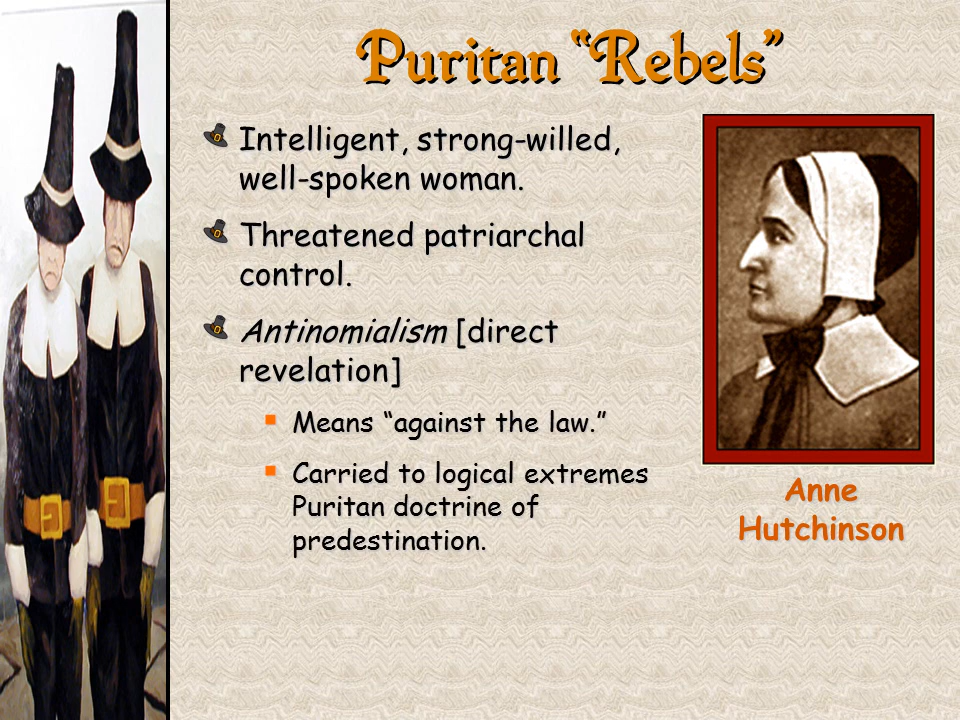 Puritan “Rebels”
Intelligent, strong-willed,
well-spoken woman.
Threatened patriarchal
control.
Antinomialism [direct
revelation]
Means “against the law.”
Carried to logical extremes
Puritan doctrine of
predestination.
Anne
Hutchinson